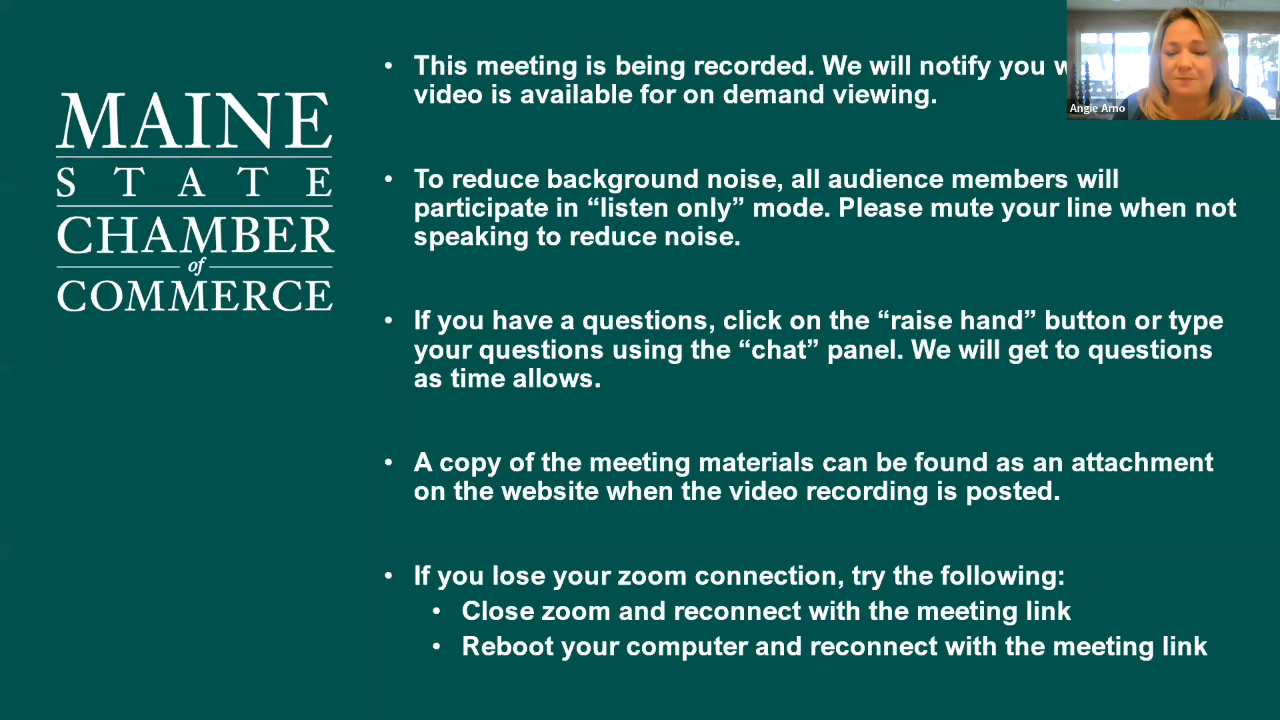 MAINE
STATE
CHAMBER
of
COMMERCE
• This meeting is being recorded. We will notify you
video is available for on demand viewing.
• To reduce background noise, all audience members will
participate in “listen only” mode. Please mute your line when not
speaking to reduce noise.
• If you have a questions, click on the “raise hand” button or type
your questions using the “chat” panel. We will get to questions
as time allows.
• A copy of the meeting materials can be found as an attachment
on the website when the video recording is posted.
• If you lose your zoom connection, try the following:
• Close zoom and reconnect with the meeting link
• Reboot your computer and reconnect with the meeting link
Angie Arno